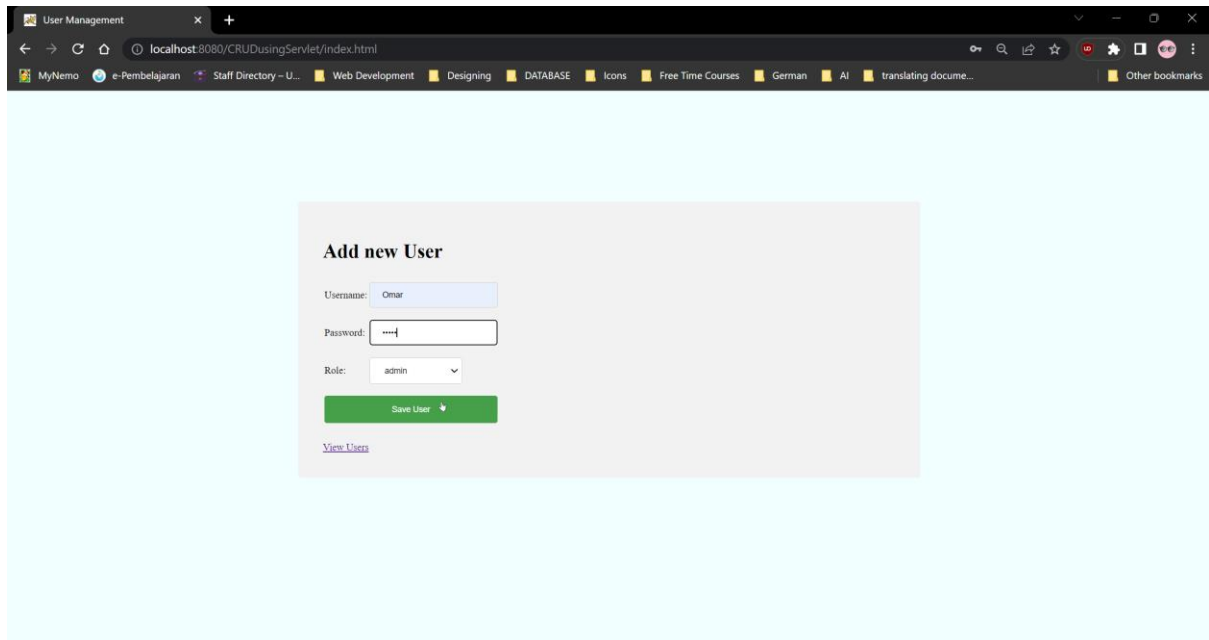 User Management
localhost:8080/CRUDusingServlet/index.html
MyNemo e-Pembelajaran Staff Directory – U... Web Development Designing DATABASE Icons Free Time Courses German AI translating docume... Other bookmarks
Add new User
Username: Omar
Password: •••••
Role: admin
Save User
View Users